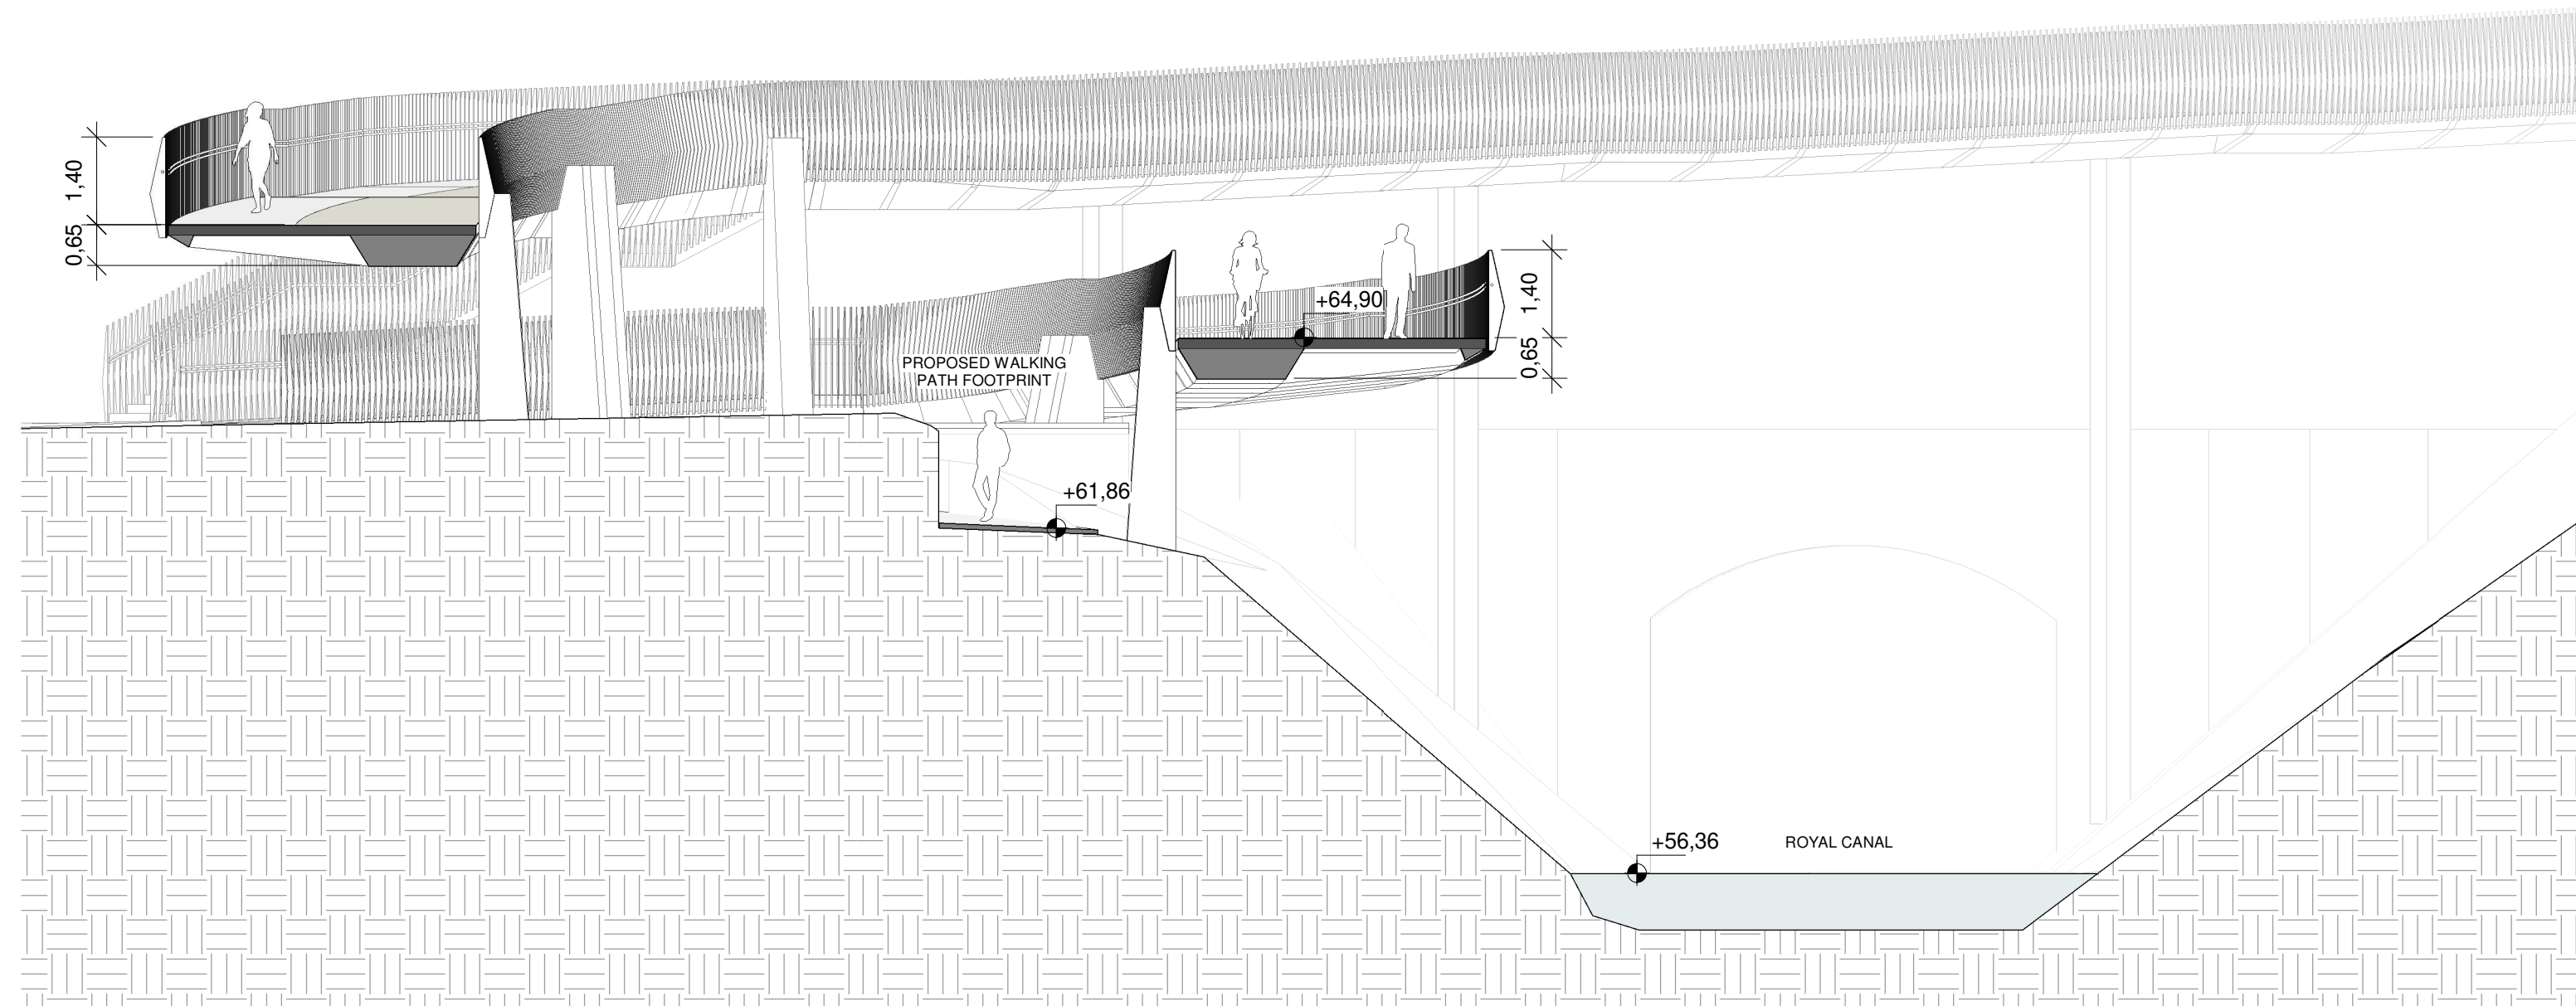 1,40
0,65
+64,90
1,40
0,65
PROPOSED WALKING
PATH FOOTPRINT
+61,86
+56,36
ROYAL CANAL